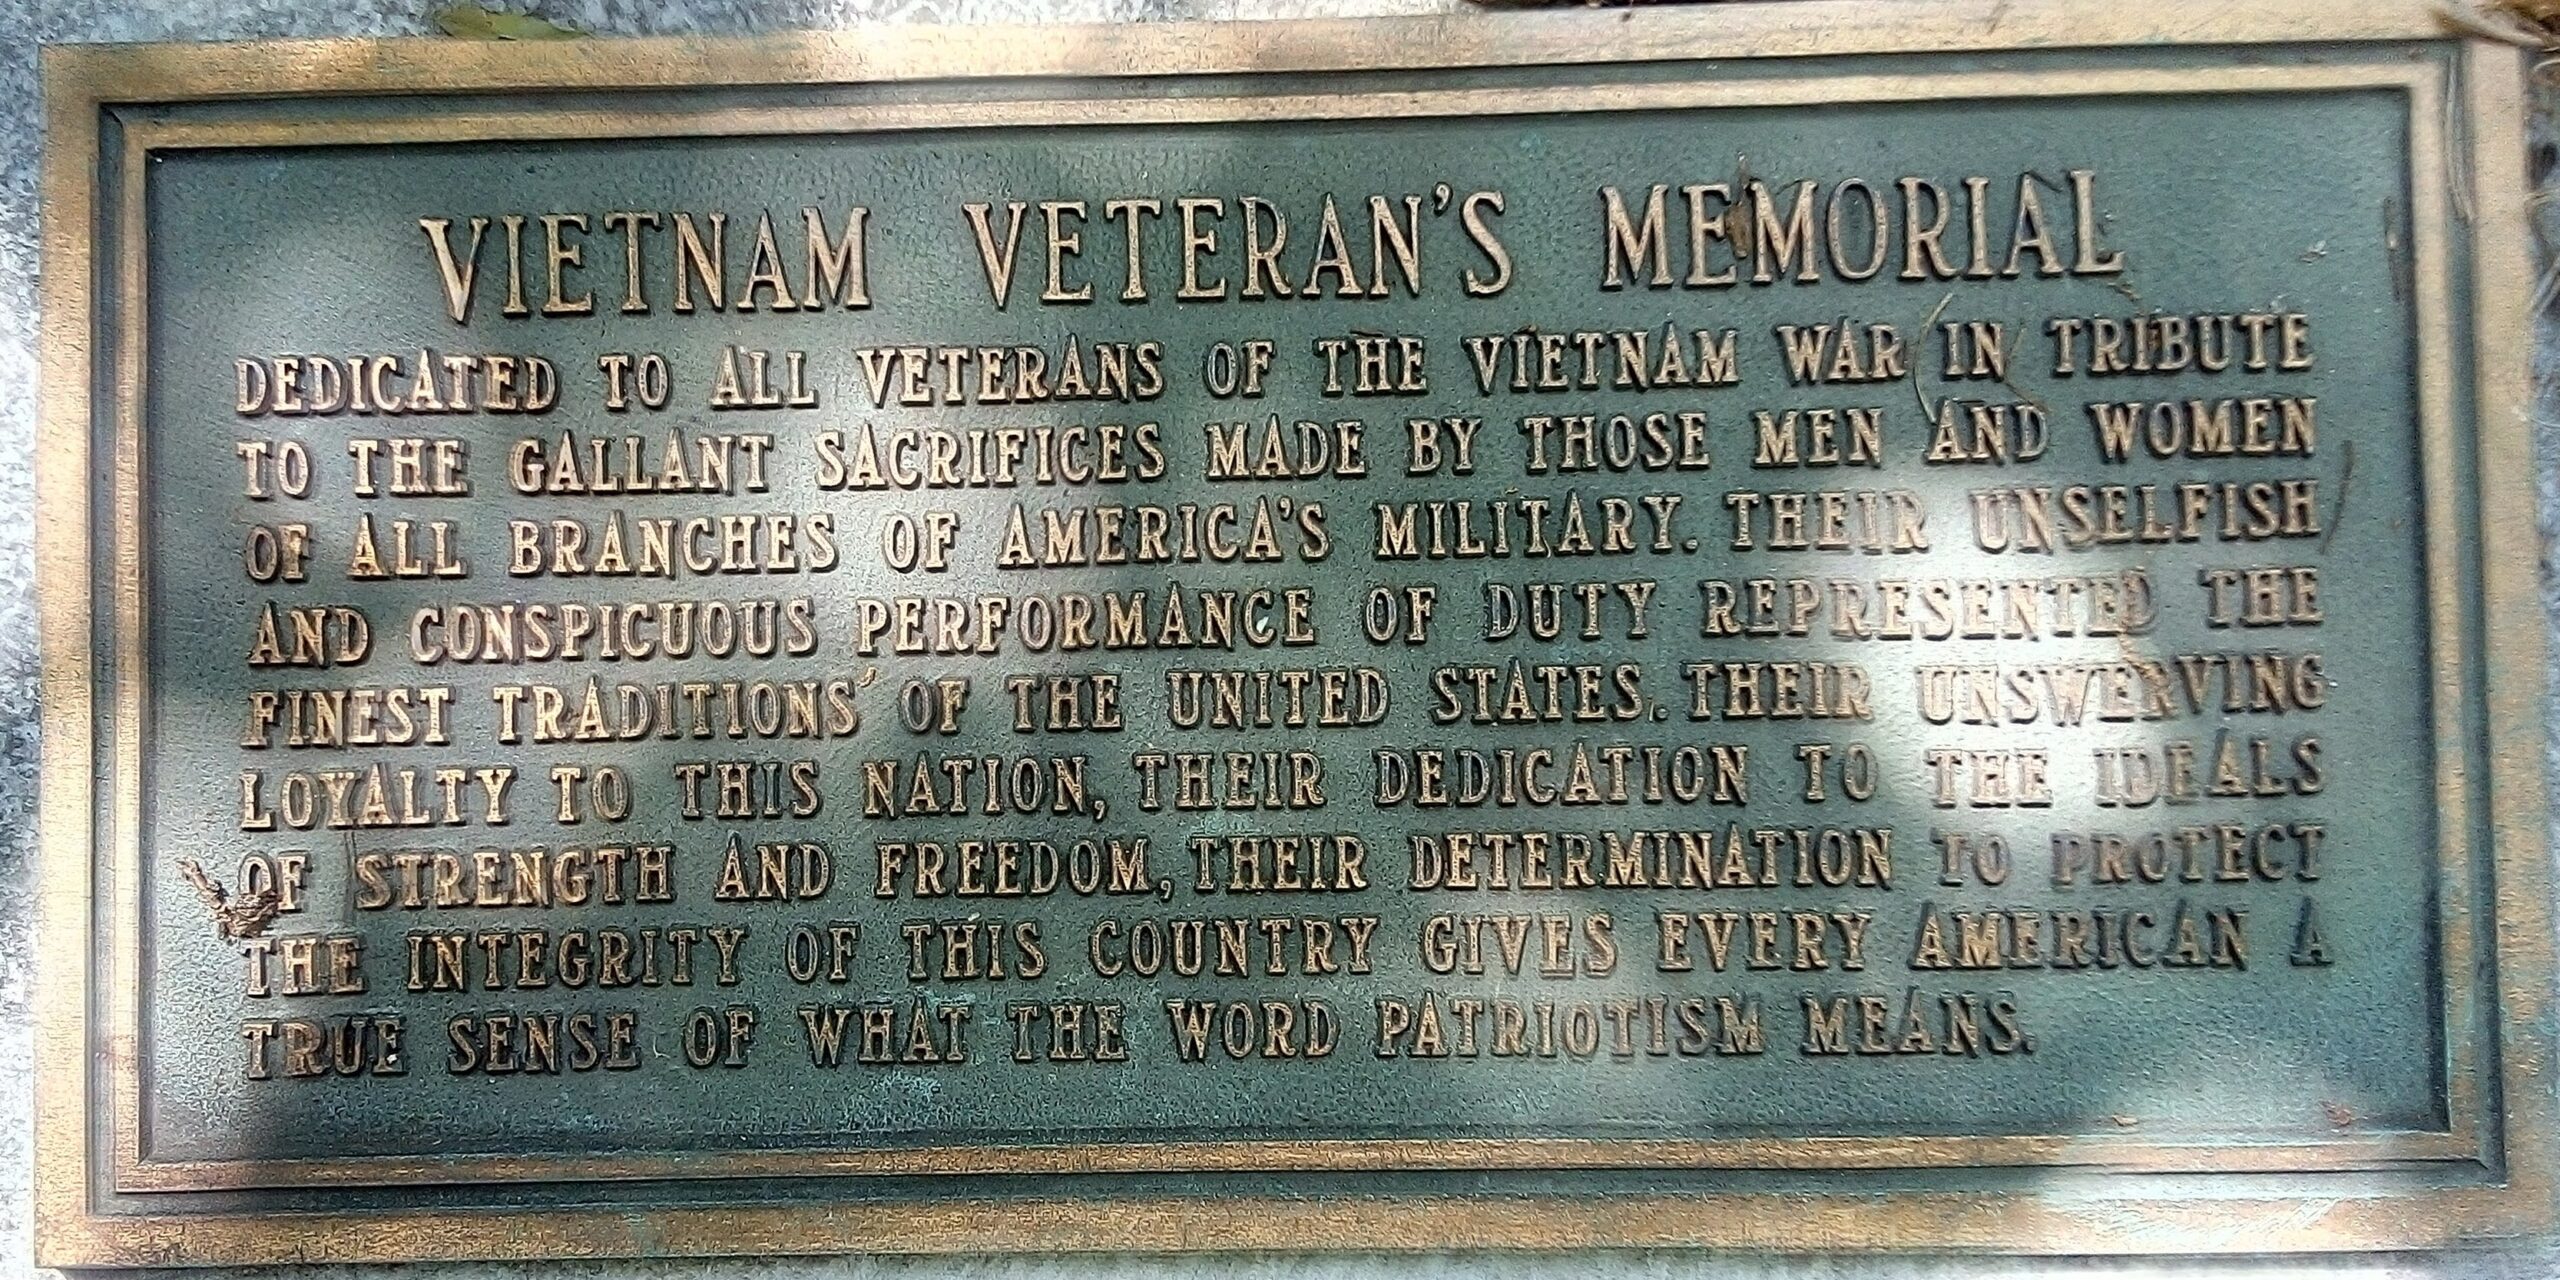 VIETNAM VETERAN'S MEMORIAL
DEDICATED TO ALL VETERANS OF THE VIETNAM WAR IN TRIBUTE
TO THE GALLANT SACRIFICES MADE BY THOSE MEN AND WOMEN
OF ALL BRANCHES OF AMERICA'S MILITARY. THEIR UNSELFISH
AND CONSPICUOUS PERFORMANCE OF DUTY REPRESENTED THE
FINEST TRADITIONS OF THE UNITED STATES. THEIR UNSWERVING
LOYALTY TO THIS NATION, THEIR DEDICATION TO THE IDEALS
OF STRENGTH AND FREEDOM, THEIR DETERMINATION TO PROTECT
THE INTEGRITY OF THIS COUNTRY GIVES EVERY AMERICAN A
TRUE SENSE OF WHAT THE WORD PATRIOTISM MEANS.